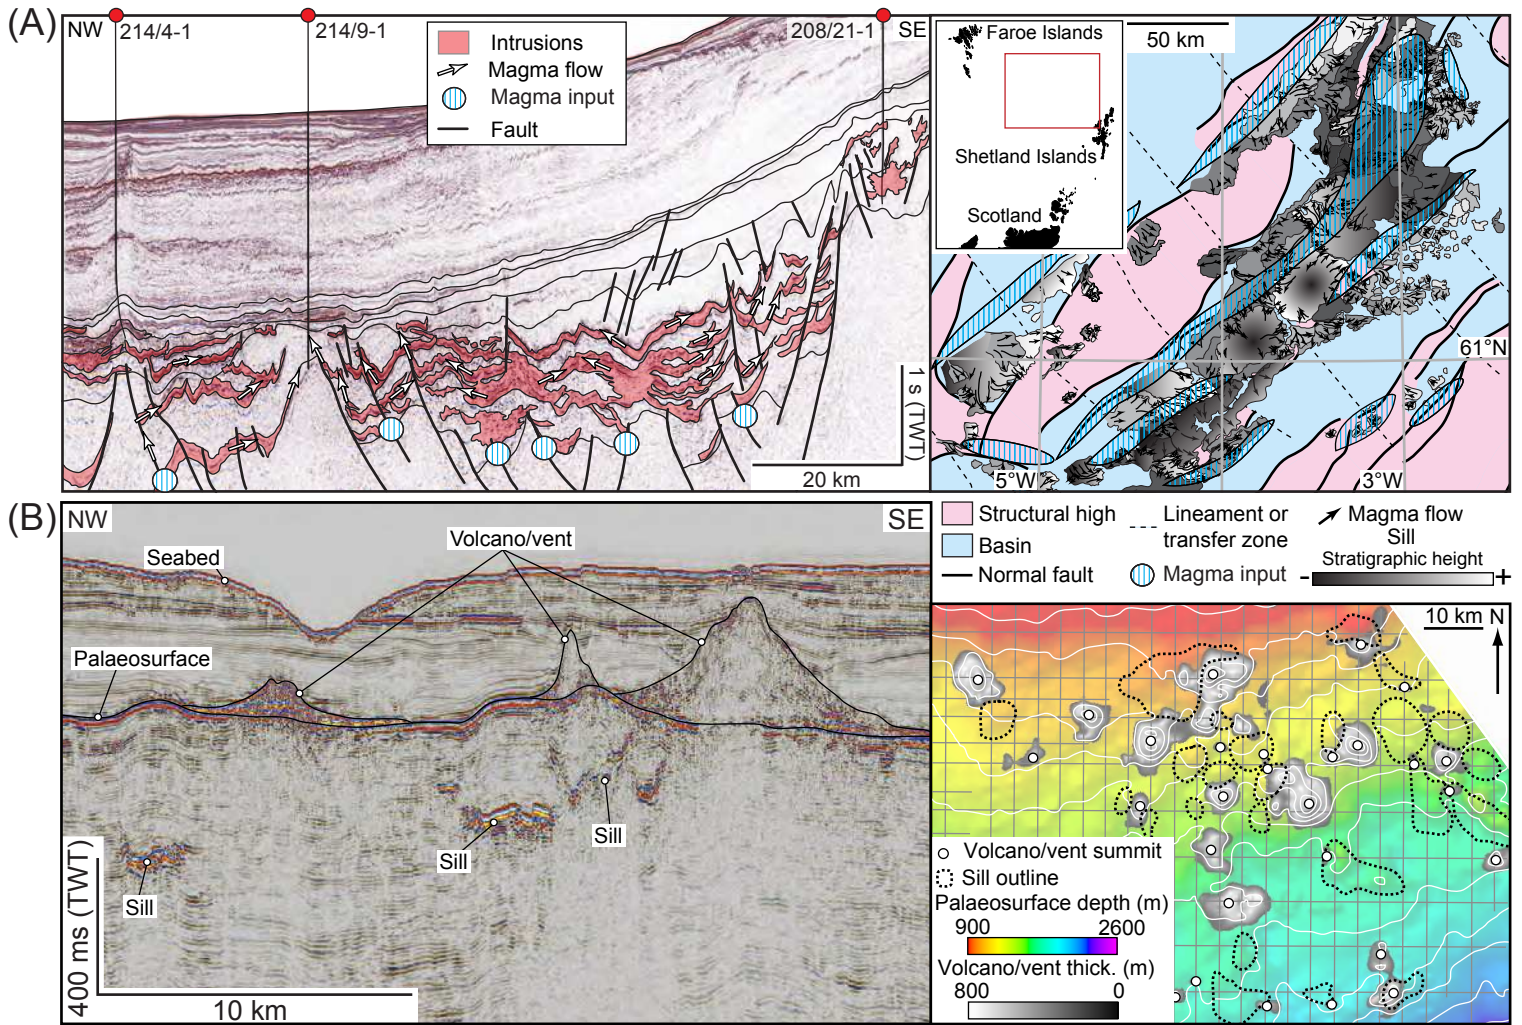 (A)
NW
214/4-1
214/9-1
208/21-1
SE
Intrusions
Magma flow
Magma input
Fault
1 s (TWT)
20 km
Faroe Islands
Shetland Islands
Scotland
50 km
61°N
5°W
3°W
(B)
NW
SE
Seabed
Volcano/vent
Palaeosurface
Sill
Sill
Sill
400 ms (TWT)
10 km
Structural high
Basin
Normal fault
Lineament or
transfer zone
Magma input
Magma flow
Sill
Stratigraphic height
- +
10 km
N
Volcano/vent summit
Sill outline
Palaeosurface depth (m)
900 2600
Volcano/vent thick. (m)
800 0